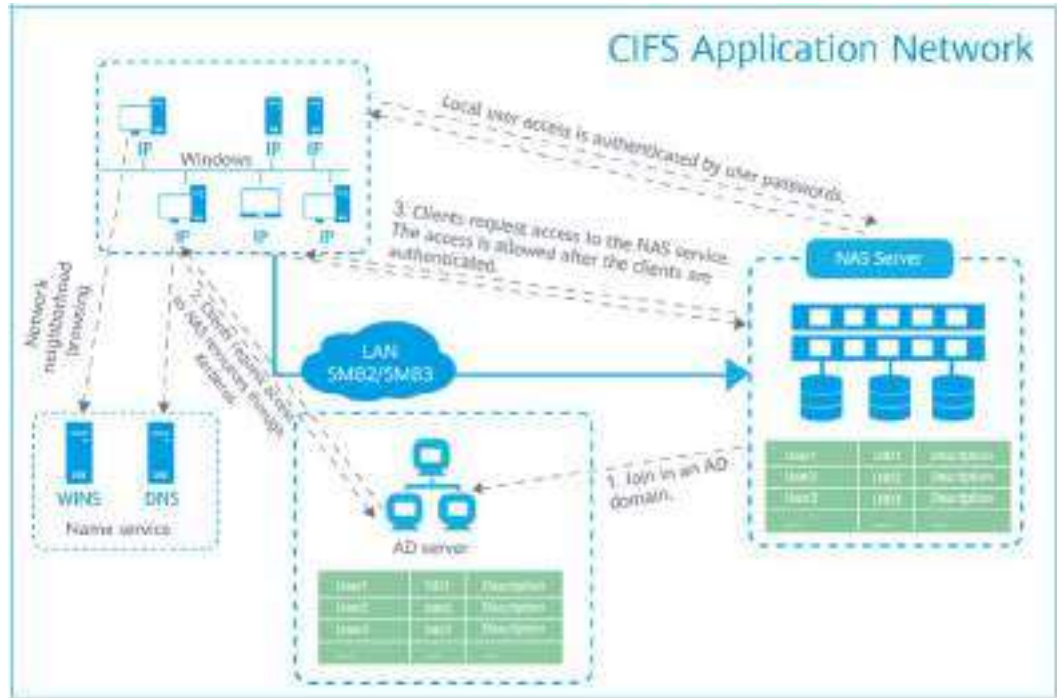 CIFS Application Network
Local user access is authenticated by user passwords.
IP
IP
IP
Windows
IP
IP
IP
3. Clients request access to the NAS service.
The access is allowed after the clients are
authenticated.
NAS Server
Network
neighborhood
browsing
2. Clients request access
to NAS resources through
LAN
SMB2/SMB3
WINS
DNS
Name service
1. Join in an AD
domain.
AD server
User1 Description
User2 Description
User3 Description
User1 Description
User2 Description
User3 Description